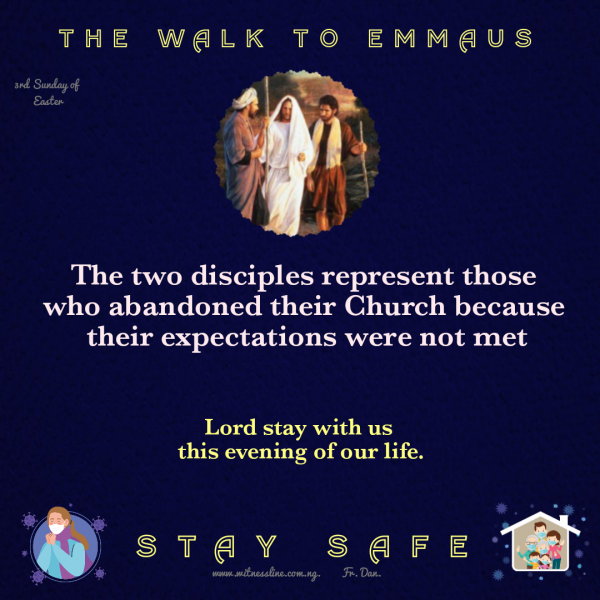 THE WALK TO EMMAUS
3rd Sunday of
Easter
The two disciples represent those
who abandoned their Church because
their expectations were not met
Lord stay with us
this evening of our life.
STAY SAFE
www.witnessline.com.ng. Fr. Dan.